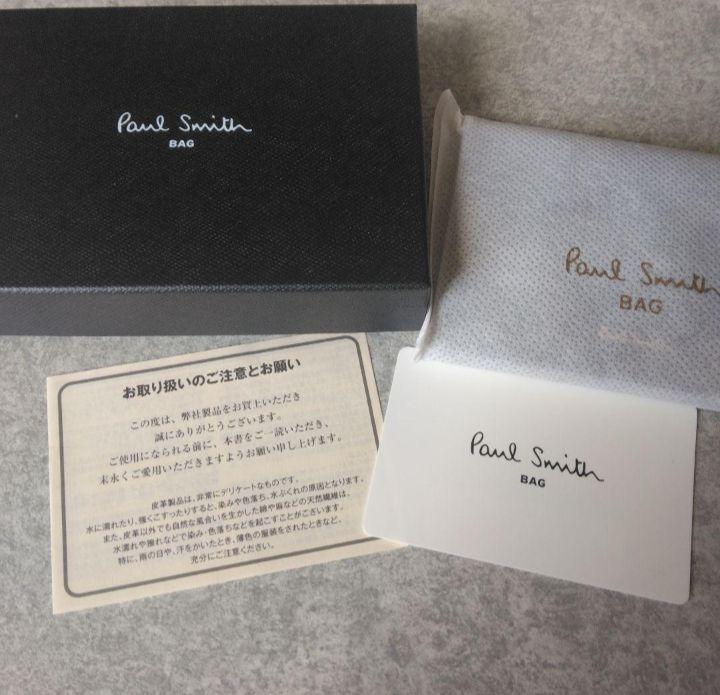 Paul Smith
BAG
Paul Smith
BAG
お取り扱いのご注意とお願い
この度は、弊社製品をお買上いただき
誠にありがとうございます。
ご使用になられる前に、本書をご一読いただき、
末永くご愛用いただきますようお願い申し上げます。
皮革製品は、非常にデリケートなものです。
水に濡れたり、強くこすったりすると、染みや色落ち、水ぶくれの原因となります。
また、皮革以外でも自然な風合いを生かした綿や麻などの天然繊維は、
水濡れや擦れなどで染み・色落ちなどを起こすことがございます。
特に、雨の日や、汗をかいたとき、薄色の服装をされたときなど、
充分にご注意ください。
Paul Smith
BAG